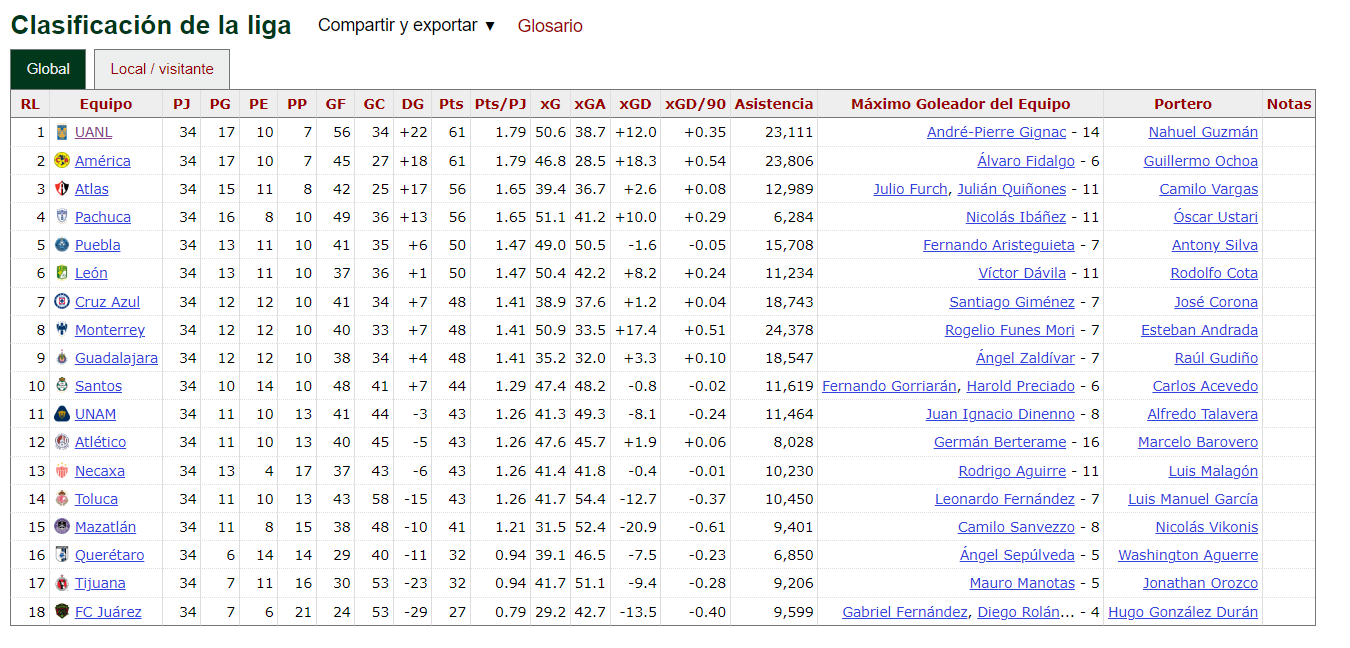 Clasificación de la liga Compartir y exportar ▼ Glosario
Global Local / visitante
RL Equipo PJ PG PE PP GF GC DG Pts Pts/PJ xG xGA xGD xGD/90 Asistencia Máximo Goleador del Equipo Portero Notas
1 UANL 34 17 10 7 56 34 +22 61 1.79 50.6 38.7 +12.0 +0.35 23,111 André-Pierre Gignac - 14 Nahuel Guzmán
2 América 34 17 10 7 45 27 +18 61 1.79 46.8 28.5 +18.3 +0.54 23,806 Álvaro Fidalgo - 6 Guillermo Ochoa
3 Atlas 34 15 11 8 42 25 +17 56 1.65 39.4 36.7 +2.6 +0.08 12,989 Julio Furch, Julián Quiñones - 11 Camilo Vargas
4 Pachuca 34 16 8 10 49 36 +13 56 1.65 51.1 41.2 +10.0 +0.29 6,284 Nicolás Ibáñez - 11 Óscar Ustari
5 Puebla 34 13 11 10 41 35 +6 50 1.47 49.0 50.5 -1.6 -0.05 15,708 Fernando Aristeguieta - 7 Antony Silva
6 León 34 13 11 10 37 36 +1 50 1.47 50.4 42.2 +8.2 +0.24 11,234 Víctor Dávila - 11 Rodolfo Cota
7 Cruz Azul 34 12 12 10 41 34 +7 48 1.41 38.9 37.6 +1.2 +0.04 18,743 Santiago Giménez - 7 José Corona
8 Monterrey 34 12 12 10 40 33 +7 48 1.41 50.9 33.5 +17.4 +0.51 24,378 Rogelio Funes Mori - 7 Esteban Andrada
9 Guadalajara 34 12 12 10 38 34 +4 48 1.41 35.2 32.0 +3.3 +0.10 18,547 Ángel Zaldívar - 7 Raúl Gudiño
10 Santos 34 10 14 10 48 41 +7 44 1.29 47.4 48.2 -0.8 -0.02 11,619 Fernando Gorriarán, Harold Preciado - 6 Carlos Acevedo
11 UNAM 34 11 10 13 41 44 -3 43 1.26 41.3 49.3 -8.1 -0.24 11,464 Juan Ignacio Dinenno - 8 Alfredo Talavera
12 Atlético 34 11 10 13 40 45 -5 43 1.26 47.6 45.7 +1.9 +0.06 8,028 Germán Berterame - 16 Marcelo Barovero
13 Necaxa 34 13 4 17 37 43 -6 43 1.26 41.4 41.8 -0.4 -0.01 10,230 Rodrigo Aguirre - 11 Luis Malagón
14 Toluca 34 11 10 13 43 58 -15 43 1.26 41.7 54.4 -12.7 -0.37 10,450 Leonardo Fernández - 7 Luis Manuel García
15 Mazatlán 34 11 8 15 38 48 -10 41 1.21 31.5 52.4 -20.9 -0.61 9,401 Camilo Sanvezzo - 8 Nicolás Vikonis
16 Querétaro 34 6 14 14 29 40 -11 32 0.94 39.1 46.5 -7.5 -0.23 6,850 Ángel Sepúlveda - 5 Washington Aguerre
17 Tijuana 34 7 11 16 30 53 -23 32 0.94 41.7 51.1 -9.4 -0.28 9,206 Mauro Manotas - 5 Jonathan Orozco
18 FC Juárez 34 7 6 21 24 53 -29 27 0.79 29.2 42.7 -13.5 -0.40 9,599 Gabriel Fernández, Diego Rolán... - 4 Hugo González Durán